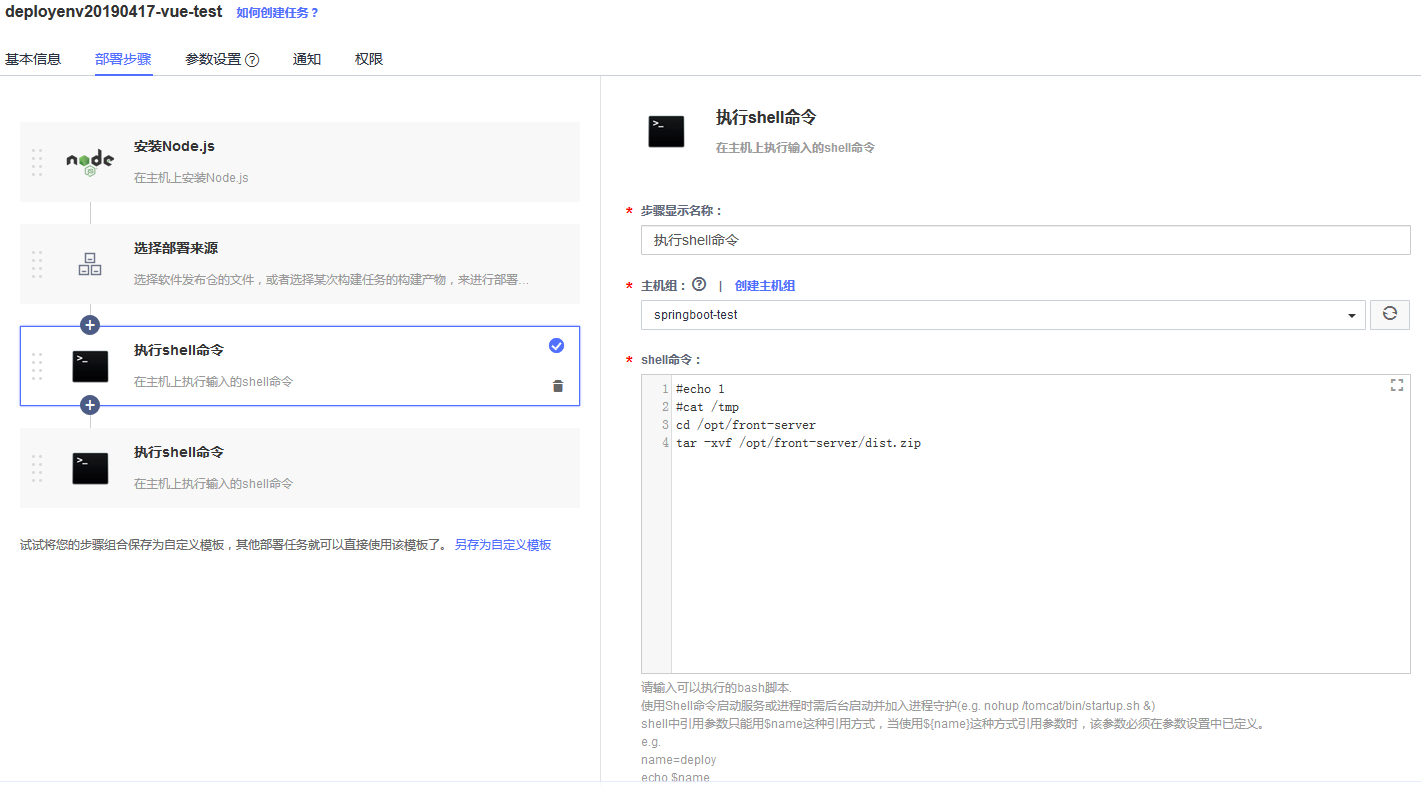 deployenv20190417-vue-test 如何创建任务？
基本信息 部署步骤 参数设置 ? 通知 权限
node
JS
安装Node.js
在主机上安装Node.js
选择部署来源
选择软件发布仓的文件，或者选择某次构建任务的构建产物，来进行部署...
执行shell命令
在主机上执行输入的shell命令
执行shell命令
在主机上执行输入的shell命令
试试将您的步骤组合保存为自定义模板，其他部署任务就可以直接使用该模板了。 另存为自定义模板
>_
执行shell命令
在主机上执行输入的shell命令
* 步骤显示名称：
执行shell命令
* 主机组： ? | 创建主机组
springboot-test
* shell命令：
1 #echo 1
2 #cat /tmp
3 cd /opt/front-server
4 tar -xvf /opt/front-server/dist.zip
请输入可以执行的bash脚本.
使用Shell命令启动服务或进程时需后台启动并加入进程守护(e.g. nohup /tomcat/bin/startup.sh &)
shell中引用参数只能用$name这种引用方式，当使用${name}这种方式引用参数时，该参数必须在参数设置中已定义。
e.g.
name=deploy
echo $name